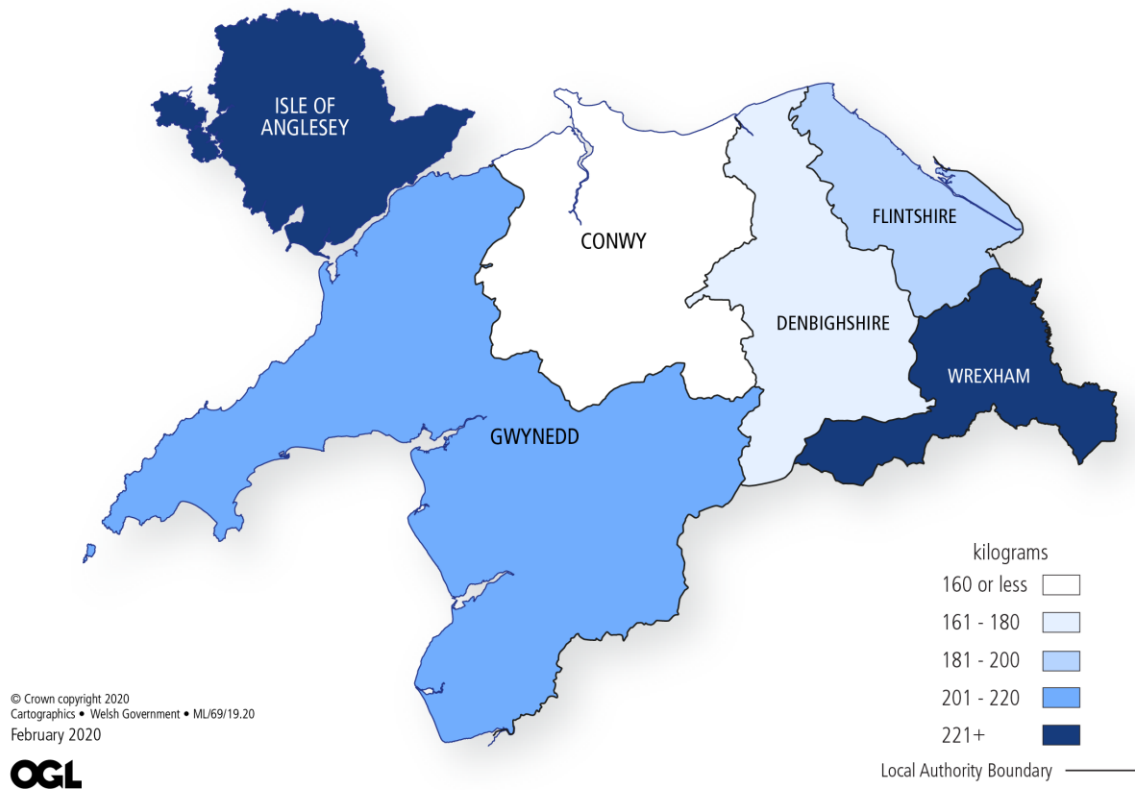 ISLE OF
ANGLESEY
CONWY
FLINTSHIRE
DENBIGHSHIRE
WREXHAM
GWYNEDD
kilograms
160 or less
161 - 180
181 - 200
201 - 220
221+
Local Authority Boundary
© Crown copyright 2020
Cartographics • Welsh Government • ML/69/19.20
February 2020
OGL